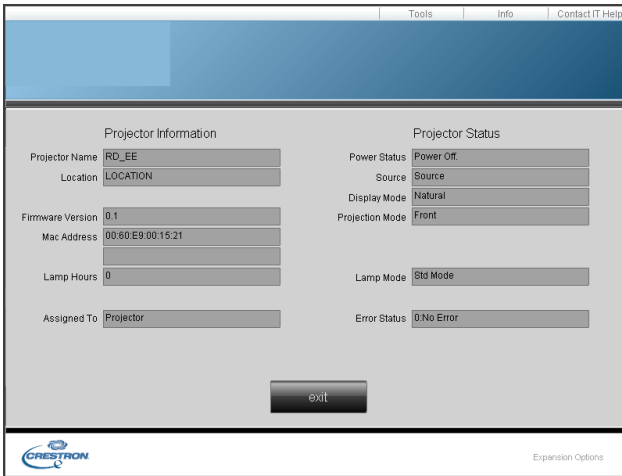 Tools Info Contact IT Help
Projector Information
Projector Name RD_EE
Location LOCATION
Firmware Version 0.1
Mac Address 00:60:E9:00:15:21
Lamp Hours 0
Assigned To Projector
Projector Status
Power Status Power Off.
Source Source
Display Mode Natural
Projection Mode Front
Lamp Mode Std Mode
Error Status 0:No Error
exit
CRESTRON
Expansion Options